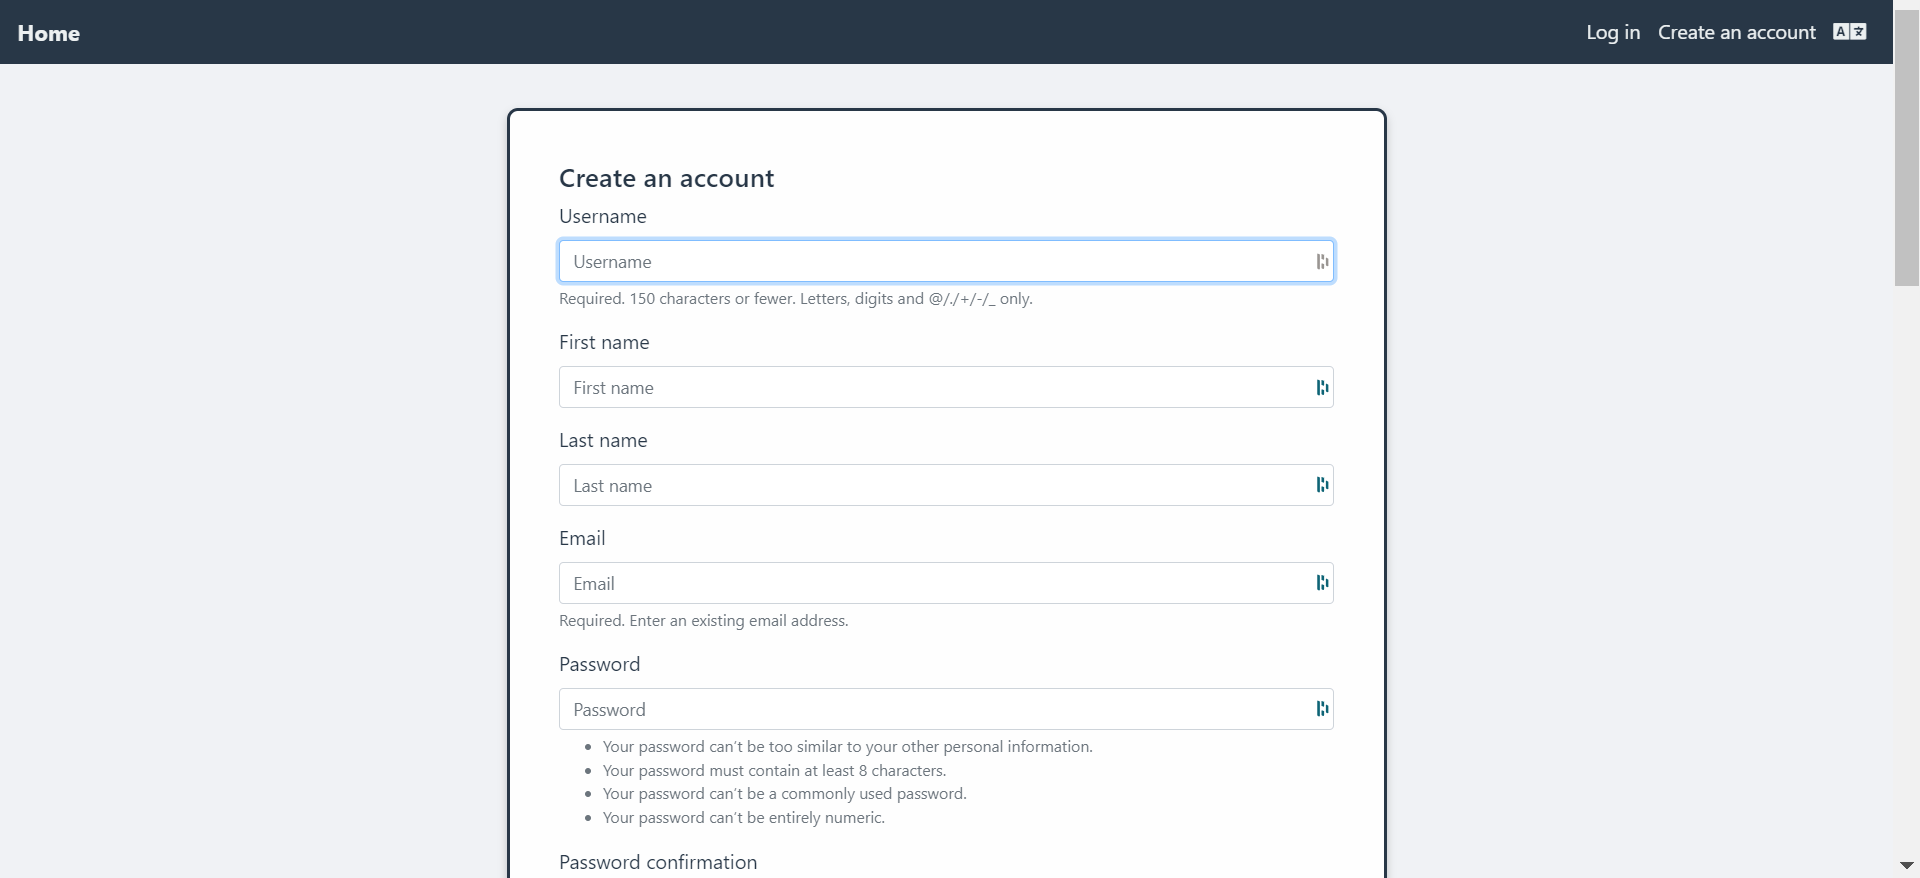 Home
Log in
Create an account
A
Create an account
Username
Username
Required. 150 characters or fewer. Letters, digits and @/./+/-/_ only.
First name
First name
Last name
Last name
Email
Email
Required. Enter an existing email address.
Password
Password
• Your password can't be too similar to your other personal information.
• Your password must contain at least 8 characters.
• Your password can't be a commonly used password.
• Your password can't be entirely numeric.
Password confirmation